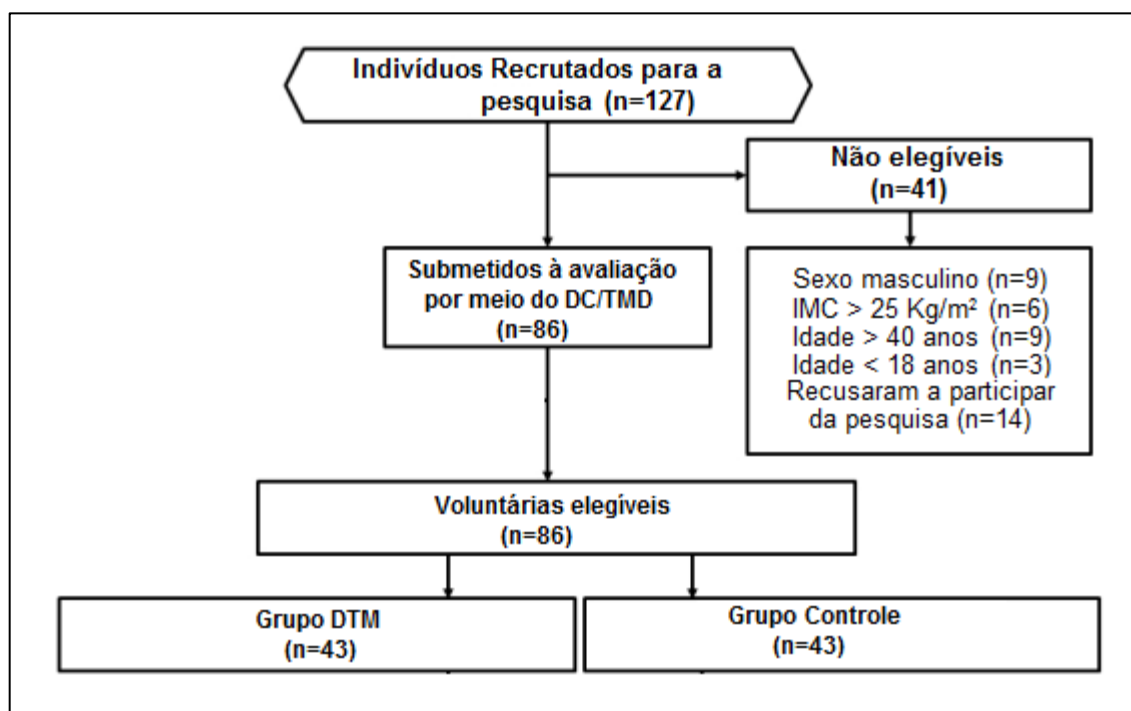 Indivíduos Recrutados para a
pesquisa (n=127)
Não elegíveis
(n=41)
Submetidos à avaliação
por meio do DC/TMD
(n=86)
Sexo masculino (n=9)
IMC > 25 Kg/m² (n=6)
Idade > 40 anos (n=9)
Idade < 18 anos (n=3)
Recusaram a participar
da pesquisa (n=14)
Voluntárias elegíveis
(n=86)
Grupo DTM
(n=43)
Grupo Controle
(n=43)